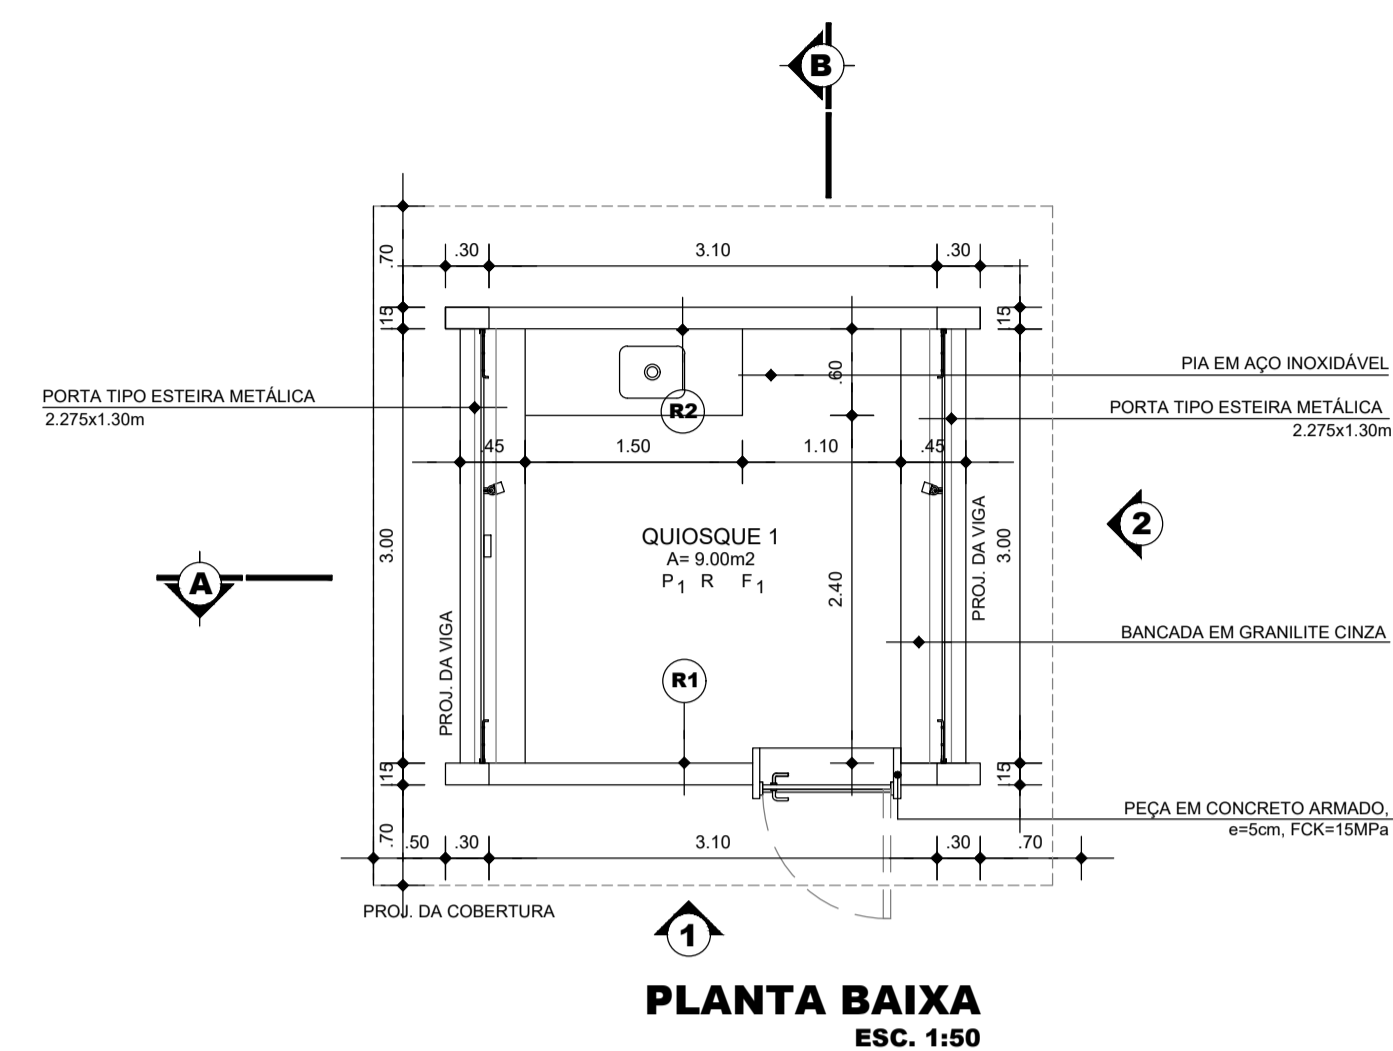 B
.70
.30
3.10
.30
.15
.15
PORTA TIPO ESTEIRA METÁLICA
2.275x1.30m
.60
PIA EM AÇO INOXIDÁVEL
PORTA TIPO ESTEIRA METÁLICA
2.275x1.30m
R2
.45
1.50
1.10
.45
QUIOSQUE 1
A= 9.00m2
P1 R F1
3.00
2.40
PROJ. DA VIGA
3.00
2
A
PROJ. DA VIGA
BANCADA EM GRANILITE CINZA
R1
.15
.15
PEÇA EM CONCRETO ARMADO,
e=5cm, FCK=15MPa
.70
.50
.30
3.10
.30
.70
PROJ. DA COBERTURA
1
PLANTA BAIXA
ESC. 1:50